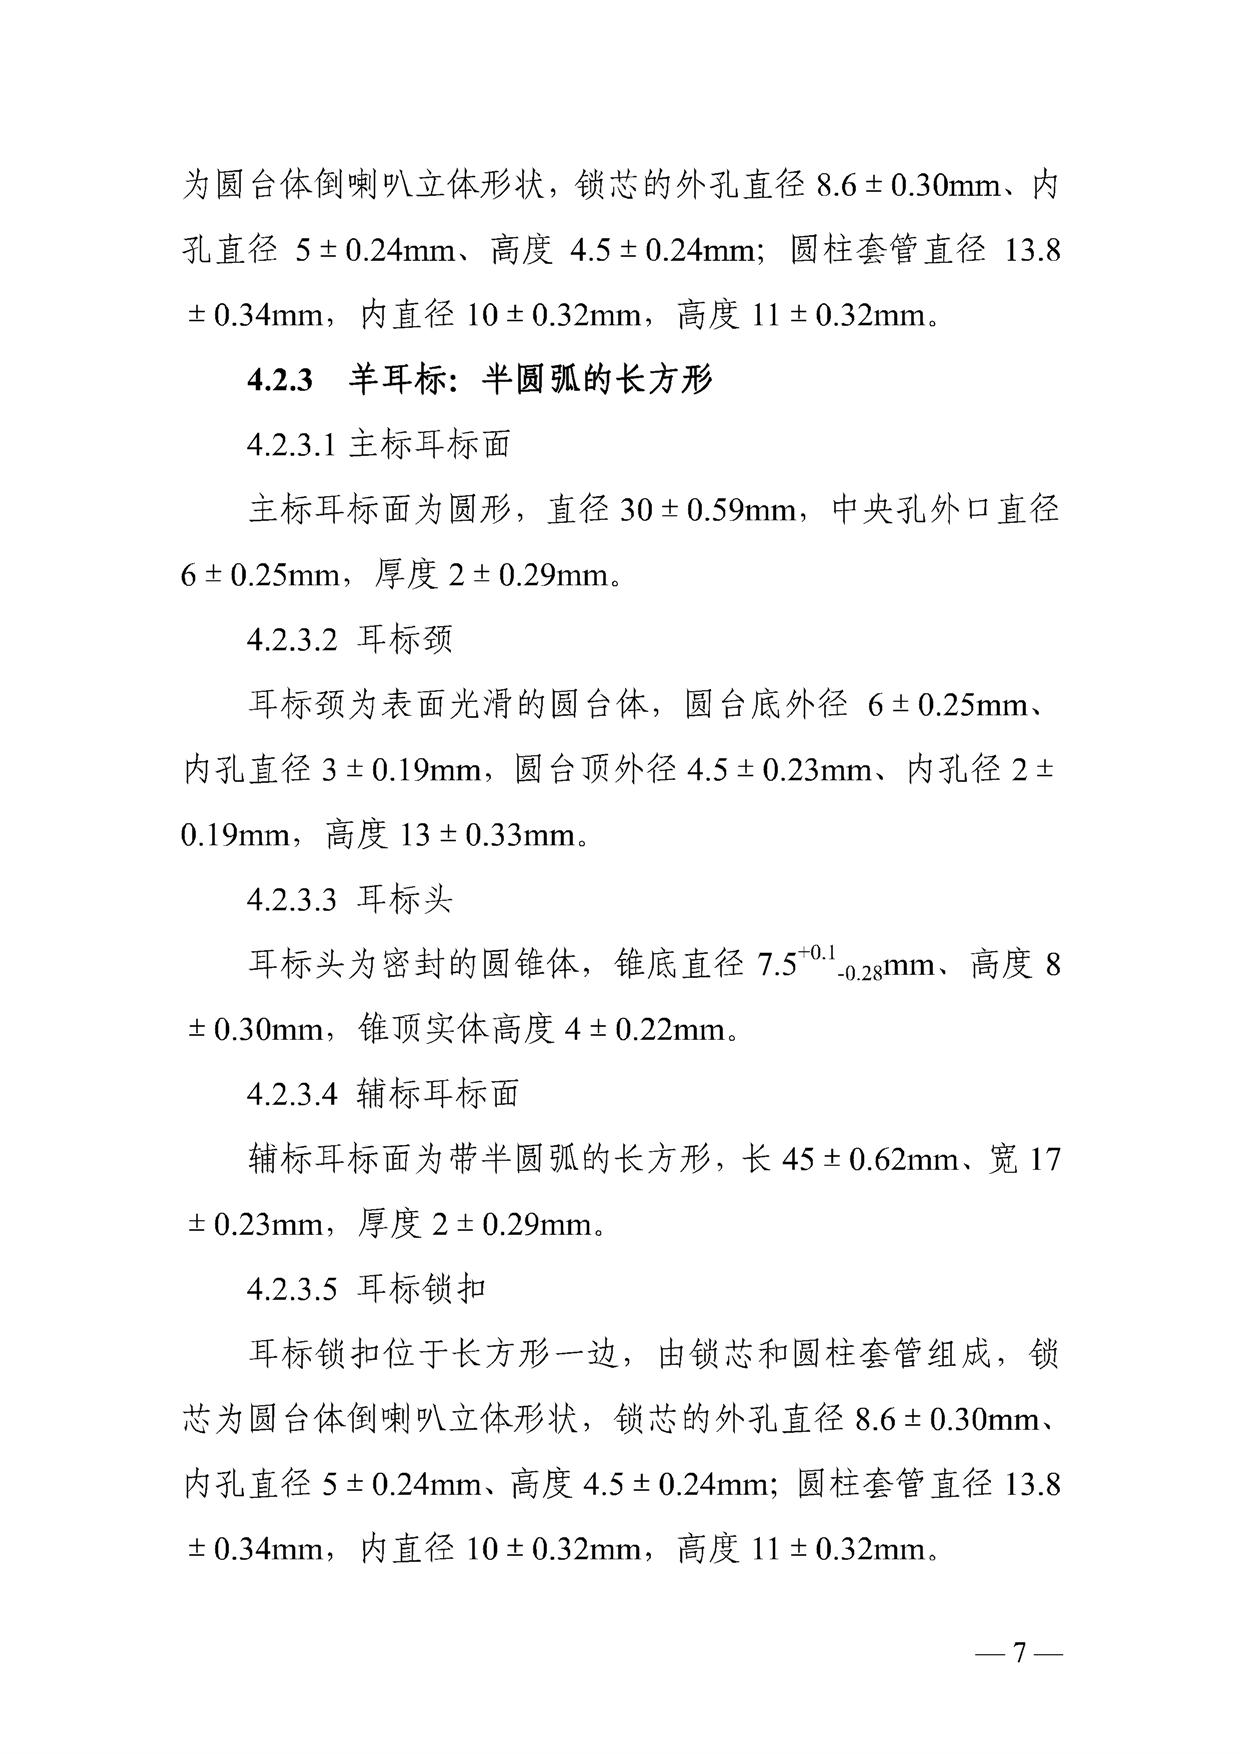 为圆台体倒喇叭立体形状，锁芯的外孔直径 8.6±0.30mm、内
孔直径 5±0.24mm、高度 4.5±0.24mm；圆柱套管直径 13.8
±0.34mm，内直径 10±0.32mm，高度 11±0.32mm。
4.2.3 羊耳标：半圆弧的长方形
4.2.3.1 主标耳标面
主标耳标面为圆形，直径 30±0.59mm，中央孔外口直径
6±0.25mm，厚度 2±0.29mm。
4.2.3.2 耳标颈
耳标颈为表面光滑的圆台体，圆台底外径 6±0.25mm、
内孔直径 3±0.19mm，圆台顶外径 4.5±0.23mm、内孔径 2±
0.19mm，高度 13±0.33mm。
4.2.3.3 耳标头
耳标头为密封的圆锥体，锥底直径 7.5+0.1-0.28mm、高度 8
±0.30mm，锥顶实体高度 4±0.22mm。
4.2.3.4 辅标耳标面
辅标耳标面为带半圆弧的长方形，长 45±0.62mm、宽 17
±0.23mm，厚度 2±0.29mm。
4.2.3.5 耳标锁扣
耳标锁扣位于长方形一边，由锁芯和圆柱套管组成，锁
芯为圆台体倒喇叭立体形状，锁芯的外孔直径 8.6±0.30mm、
内孔直径 5±0.24mm、高度 4.5±0.24mm；圆柱套管直径 13.8
±0.34mm，内直径 10±0.32mm，高度 11±0.32mm。
— 7 —